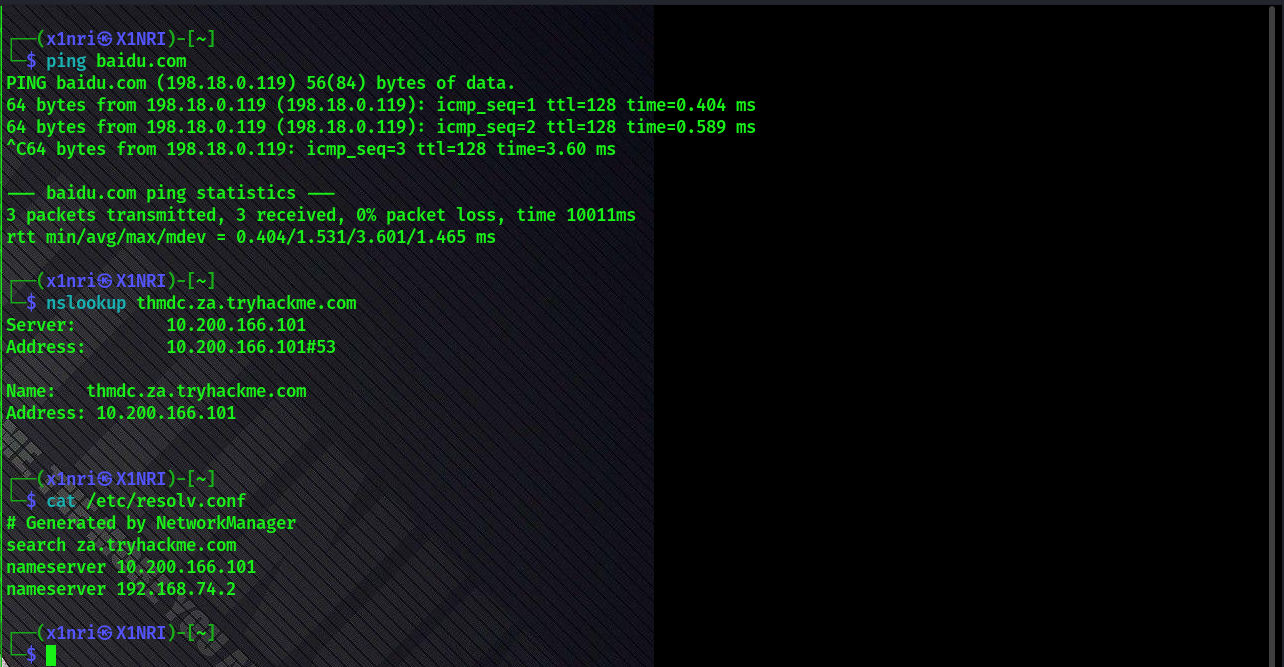 ┌──(x1nri㉿X1NRI)-[~]
└─$ ping baidu.com
PING baidu.com (198.18.0.119) 56(84) bytes of data.
64 bytes from 198.18.0.119 (198.18.0.119): icmp_seq=1 ttl=128 time=0.404 ms
64 bytes from 198.18.0.119 (198.18.0.119): icmp_seq=2 ttl=128 time=0.589 ms
^C64 bytes from 198.18.0.119: icmp_seq=3 ttl=128 time=3.60 ms
─── baidu.com ping statistics ───
3 packets transmitted, 3 received, 0% packet loss, time 10011ms
rtt min/avg/max/mdev = 0.404/1.531/3.601/1.465 ms
┌──(x1nri㉿X1NRI)-[~]
└─$ nslookup thmdc.za.tryhackme.com
Server:         10.200.166.101
Address:        10.200.166.101#53
Name:   thmdc.za.tryhackme.com
Address: 10.200.166.101
┌──(x1nri㉿X1NRI)-[~]
└─$ cat /etc/resolv.conf
# Generated by NetworkManager
search za.tryhackme.com
nameserver 10.200.166.101
nameserver 192.168.74.2
┌──(x1nri㉿X1NRI)-[~]
└─$